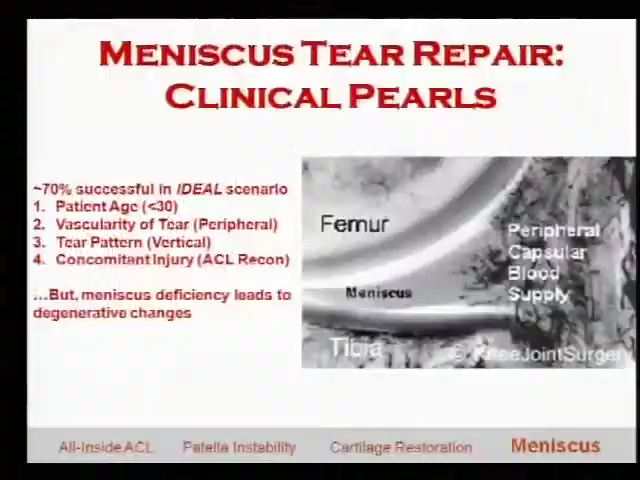 MENISCUS TEAR REPAIR:
CLINICAL PEARLS
~70% successful in IDEAL scenario
1. Patient Age (<30)
2. Vascularity of Tear (Peripheral)
3. Tear Pattern (Vertical)
4. Concomitant Injury (ACL Recon)
...But, meniscus deficiency leads to
degenerative changes
Femur
Peripheral
Capsular
Blood
Supply
Meniscus
Tibia
© KneeJointSurgery
All-Inside ACL Patella Instability Cartilage Restoration Meniscus